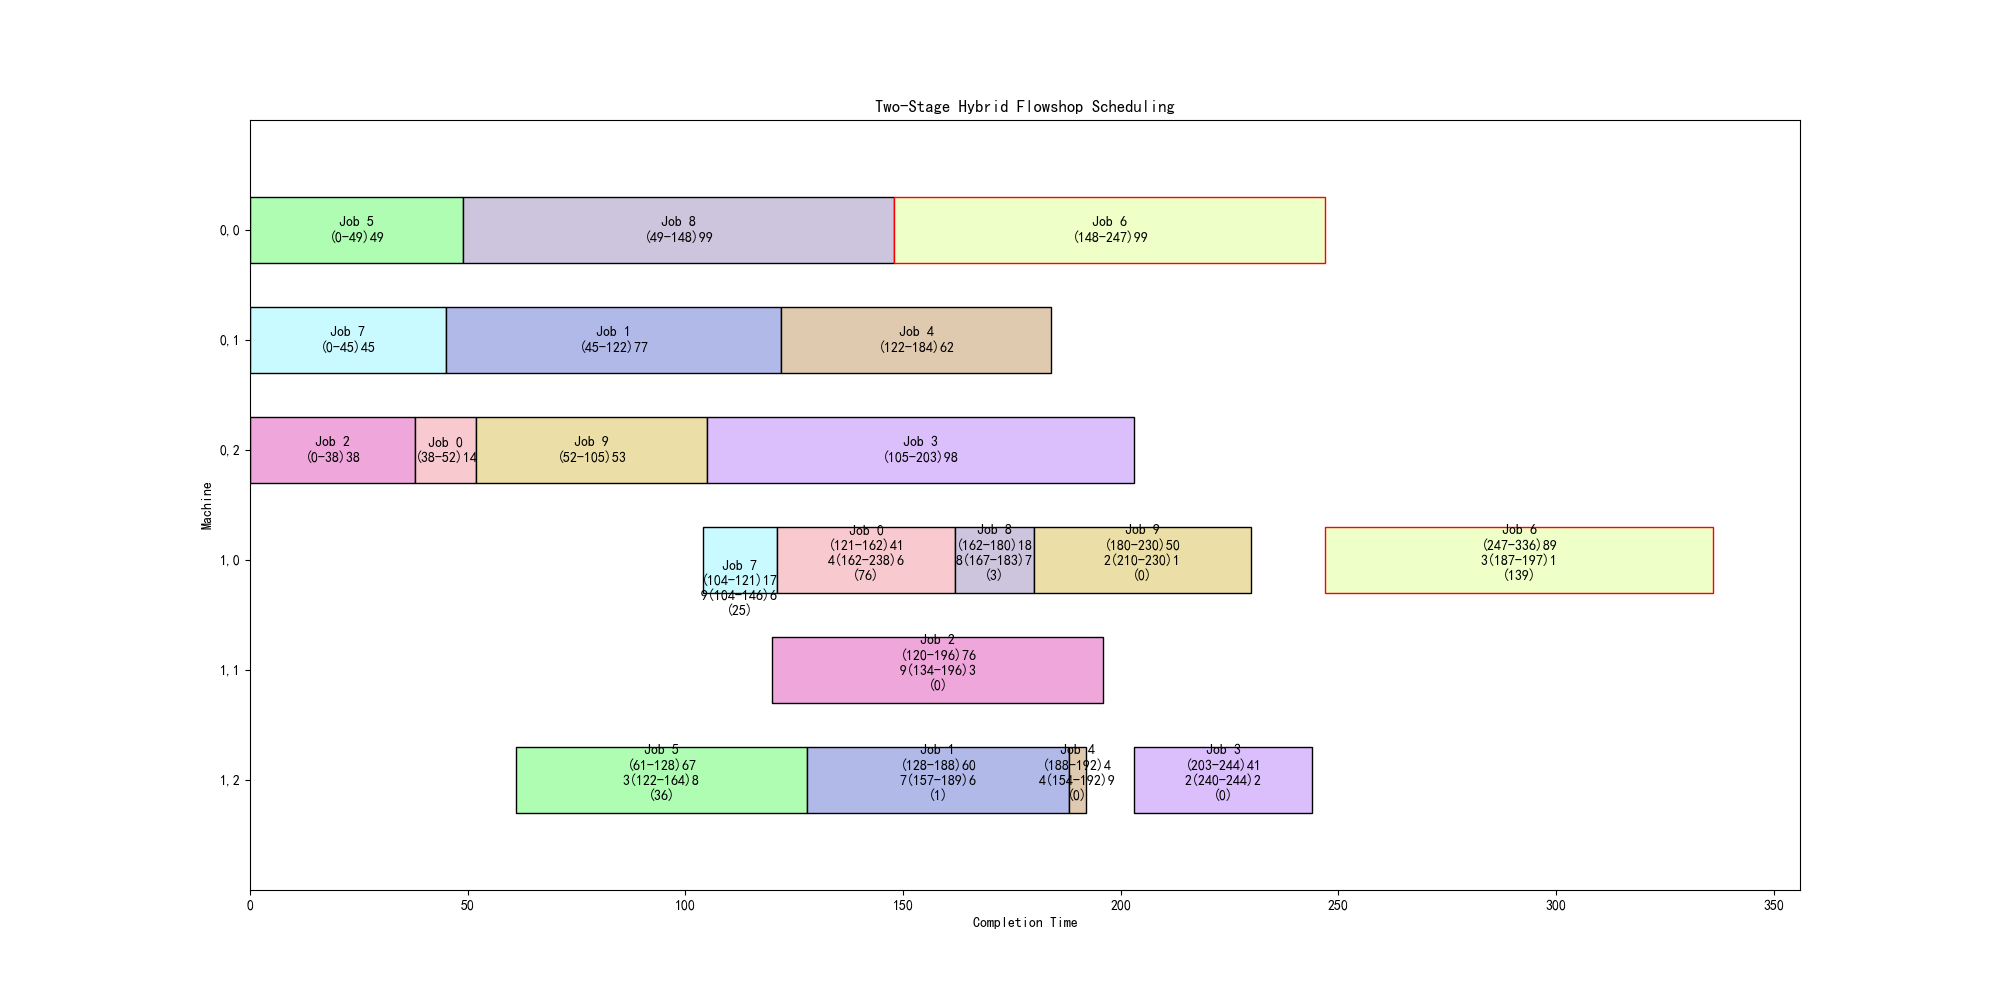 Two-Stage Hybrid Flowshop Scheduling
Machine
0,0
Job 5
(0-49)49
Job 8
(49-148)99
Job 6
(148-247)99
0,1
Job 7
(0-45)45
Job 1
(45-122)77
Job 4
(122-184)62
0,2
Job 2
(0-38)38
Job 0
(38-52)14
Job 9
(52-105)53
Job 3
(105-203)98
1,0
Job 7
(104-121)17
9(104-146)6
(25)
Job 0
(121-162)41
4(162-238)6
(76)
Job 8
(162-180)18
8(167-183)7
(3)
Job 9
(180-230)50
2(210-230)1
(0)
Job 6
(247-336)89
3(187-197)1
(139)
1,1
Job 2
(120-196)76
9(134-196)3
(0)
1,2
Job 5
(61-128)67
3(122-164)8
(36)
Job 1
(128-188)60
7(157-189)6
(1)
Job 4
(188-192)4
4(154-192)9
(0)
Job 3
(203-244)41
2(240-244)2
(0)
0 50 100 150 200 250 300 350
Completion Time